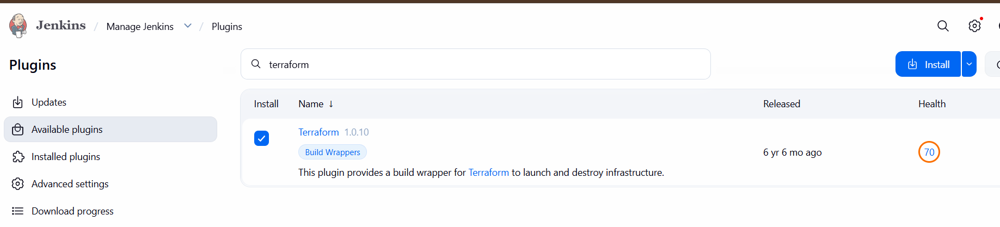 Jenkins / Manage Jenkins / Plugins
Plugins
terraform
Install
Updates
Available plugins
Installed plugins
Advanced settings
Download progress
Install Name ↓ Released Health
Terraform 1.0.10
Build Wrappers
This plugin provides a build wrapper for Terraform to launch and destroy infrastructure.
6 yr 6 mo ago
70